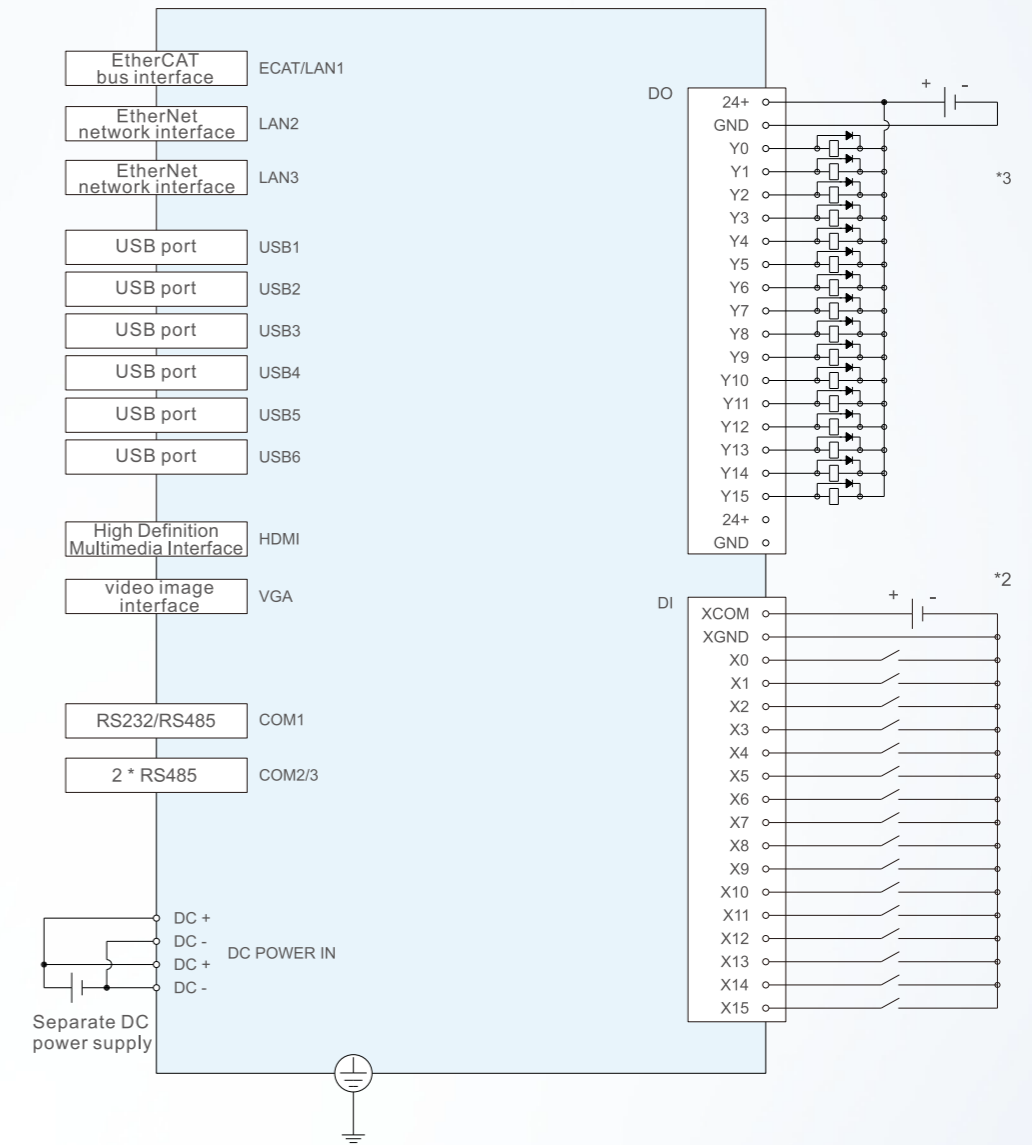 EtherCAT
bus interface
ECAT/LAN1
EtherNet
network interface
LAN2
EtherNet
network interface
LAN3
USB port
USB1
USB port
USB2
USB port
USB3
USB port
USB4
USB port
USB5
USB port
USB6
High Definition
Multimedia Interface
HDMI
video image
interface
VGA
RS232/RS485
COM1
2 * RS485
COM2/3
DC +
DC -
DC +
DC -
DC POWER IN
Separate DC
power supply
DO
24+
GND
Y0
Y1
Y2
Y3
Y4
Y5
Y6
Y7
Y8
Y9
Y10
Y11
Y12
Y13
Y14
Y15
24+
GND
+ -
*3
DI
XCOM
XGND
X0
X1
X2
X3
X4
X5
X6
X7
X8
X9
X10
X11
X12
X13
X14
X15
+ -
*2